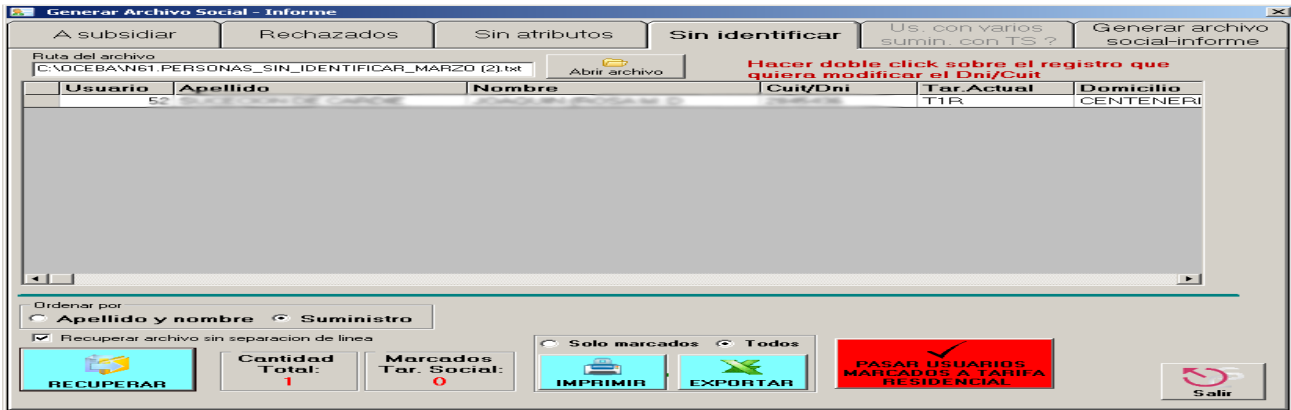 Generar Archivo Social - Informe
A subsidiar
Rechazados
Sin atributos
Sin identificar
Us. con varios
sumin. con TS ?
Generar archivo
social-informe
Ruta del archivo
C:\OCEBA\N61.PERSONAS_SIN_IDENTIFICAR_MARZO (2).txt
Abrir archivo
Hacer doble click sobre el registro que
quiera modificar el Dni/Cuit
Usuario Apellido Nombre Cuit/Dni Tar.Actual Domicilio
52 T1R CENTENERI
Ordenar por
Apellido y nombre Suministro
Recuperar archivo sin separacion de linea
RECUPERAR
Cantidad
Total:
1
Marcados
Tar. Social:
0
Solo marcados Todos
IMPRIMIR
EXPORTAR
PASAR USUARIOS
MARCADOS A TARIFA
RESIDENCIAL
Salir